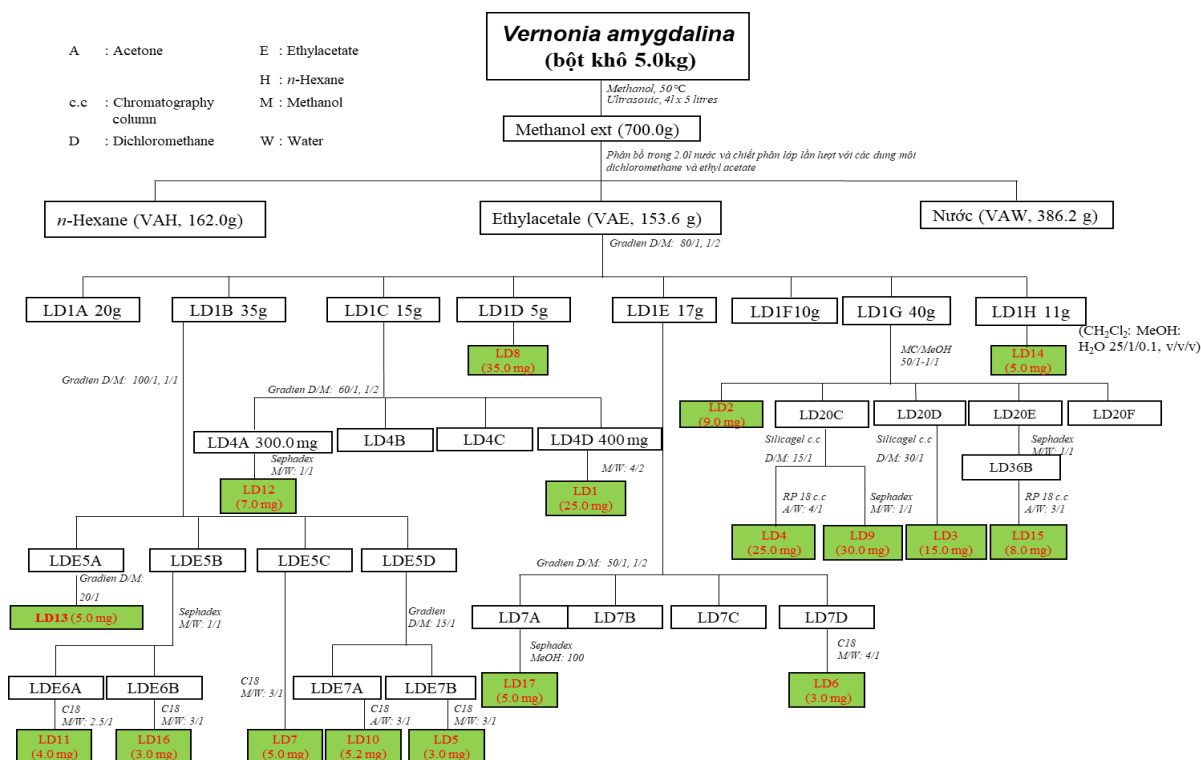 Vernonia amygdalina
(bột khô 5.0kg)
A : Acetone
E : Ethylacetate
H : n-Hexane
c.c : Chromatography
column
M : Methanol
D : Dichloromethane
W : Water
Methanol, 50°C
Ultrasouic, 4l x 5 litres
Methanol ext (700.0g)
Phân bố trong 2.0l nước và chiết phân lớp lần lượt với các dung môi
dichloromethane và ethyl acetate
n-Hexane (VAH, 162.0g)
Ethylacetale (VAE, 153.6 g)
Nước (VAW, 386.2 g)
Gradien D/M: 80/1, 1/2
LD1A 20g
LD1B 35g
LD1C 15g
LD1D 5g
LD1E 17g
LD1F10g
LD1G 40g
LD1H 11g
(CH2Cl2: MeOH:
H2O 25/1/0.1, v/v/v)
LD8
(35.0 mg)
LD14
(5.0 mg)
MC/MeOH
50/1-1/1
Gradien D/M: 100/1, 1/1
Gradien D/M: 60/1, 1/2
LD2
(9.0 mg)
LD20C
LD20D
LD20E
LD20F
LD4A 300.0 mg
LD4B
LD4C
LD4D 400 mg
Silicagel c.c
D/M: 15/1
Silicagel c.c
D/M: 30/1
Sephadex
M/W: 1/1
Sephadex
M/W: 1/1
M/W: 4/2
LD36B
LD12
(7.0 mg)
LD1
(25.0 mg)
RP 18 c.c
A/W: 4/1
Sephadex
M/W: 1/1
RP 18 c.c
A/W: 3/1
LD4
(25.0 mg)
LD9
(30.0 mg)
LD3
(15.0 mg)
LD15
(8.0 mg)
LDE5A
LDE5B
LDE5C
LDE5D
Gradien D/M: 50/1, 1/2
Gradien D/M:
20/1
LD13 (5.0 mg)
Sephadex
M/W: 1/1
Gradien
D/M: 15/1
LD7A
LD7B
LD7C
LD7D
Sephadex
MeOH: 100
C18
M/W: 4/1
LDE6A
LDE6B
C18
M/W: 3/1
LDE7A
LDE7B
LD17
(5.0 mg)
LD6
(3.0 mg)
C18
M/W: 2.5/1
C18
M/W: 3/1
C18
A/W: 3/1
C18
M/W: 3/1
LD11
(4.0 mg)
LD16
(3.0 mg)
LD7
(5.0 mg)
LD10
(5.2 mg)
LD5
(3.0 mg)